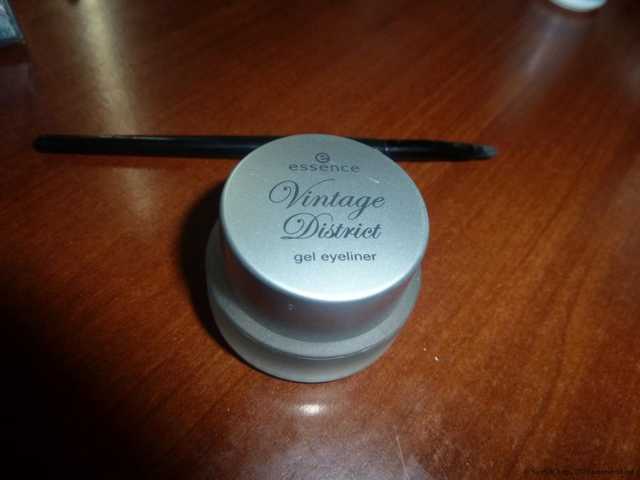 essence
Vintage
District
gel eyeliner